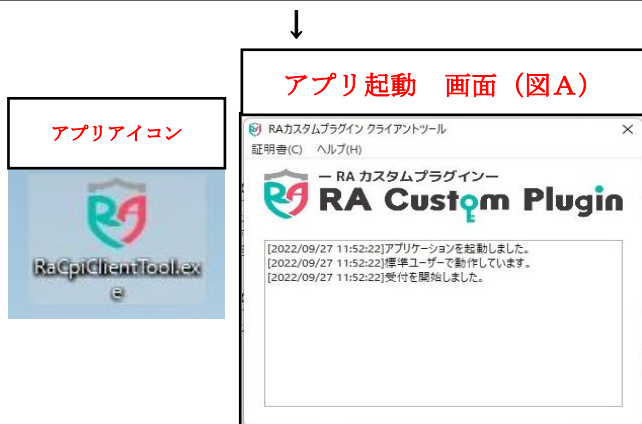 ↓
アプリ起動　画面（図A）
アプリアイコン
RaCpiClientTool.ex
e
RAカスタムプラグイン クライアントツール
証明書(C) ヘルプ(H)
― RA カスタムプラグイン―
RA Custom Plugin
[2022/09/27 11:52:22]アプリケーションを起動しました。
[2022/09/27 11:52:22]標準ユーザーで動作しています。
[2022/09/27 11:52:22]受付を開始しました。